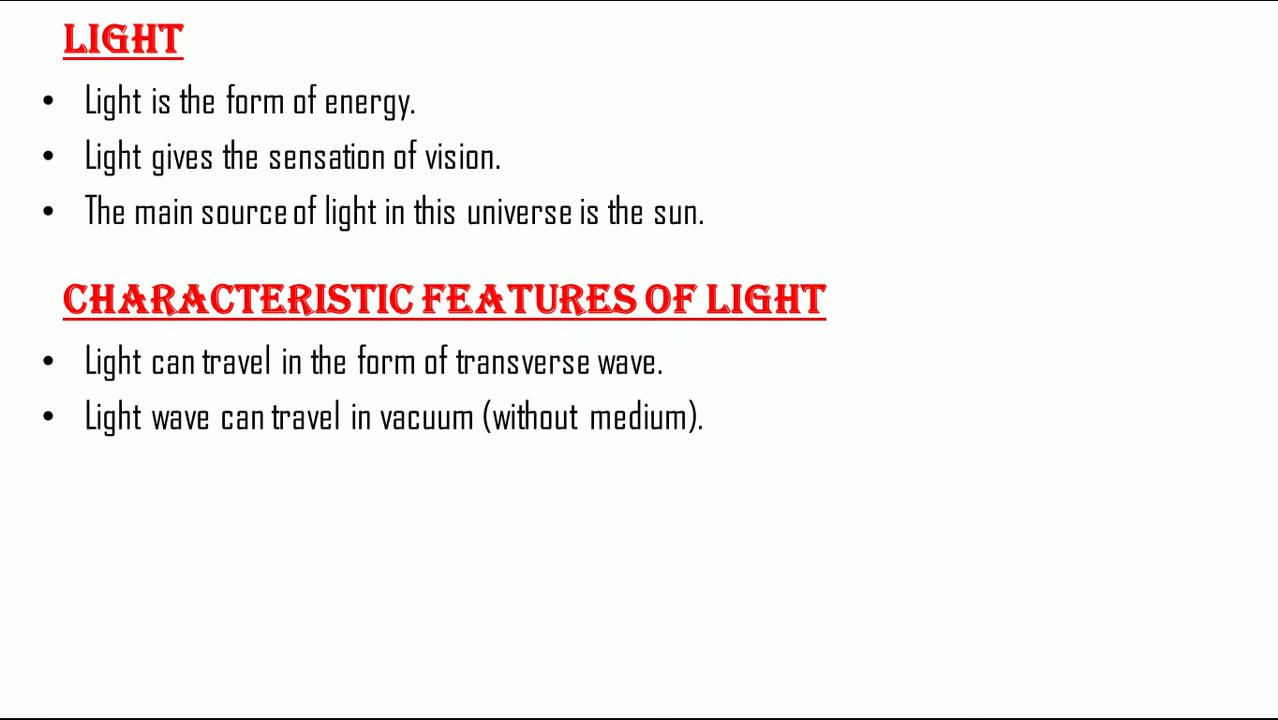 LIGHT
• Light is the form of energy.
• Light gives the sensation of vision.
• The main source of light in this universe is the sun.
CHARACTERISTIC FEATURES OF LIGHT
• Light can travel in the form of transverse wave.
• Light wave can travel in vacuum (without medium).